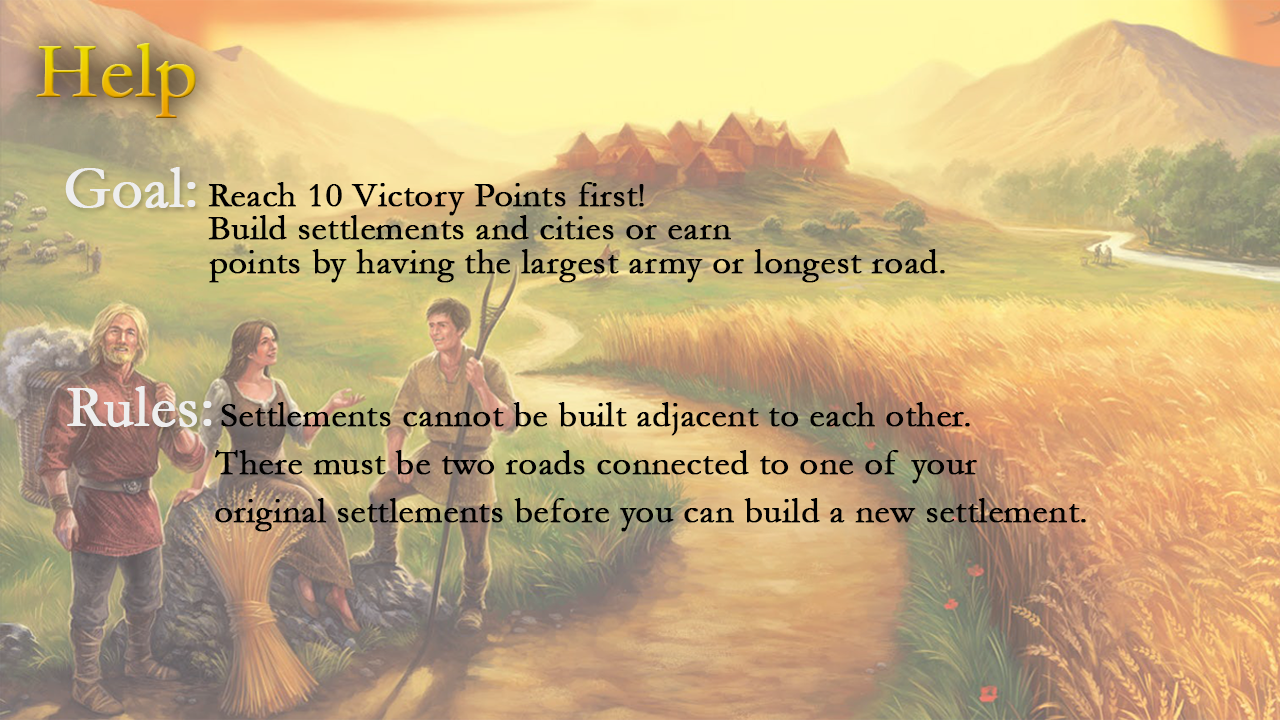 Help
Goal: Reach 10 Victory Points first!
Build settlements and cities or earn
points by having the largest army or longest road.
Rules: Settlements cannot be built adjacent to each other.
There must be two roads connected to one of your
original settlements before you can build a new settlement.